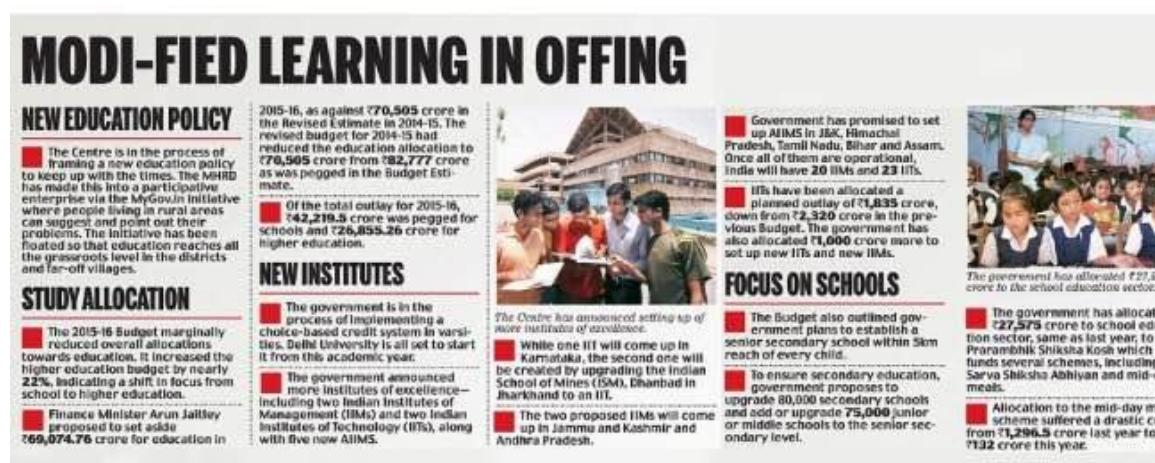 MODI-FIED LEARNING IN OFFING
NEW EDUCATION POLICY
The Centre is in the process of
framing a new education policy
to keep up with the times. The MHRD
has made this into a participative
enterprise via the MyGov.in initiative
where people living in rural areas
can suggest and point out their
problems. The initiative has been
floated so that education reaches all
the grassroots level in the districts
and far-off villages.
STUDY ALLOCATION
The 2015-16 Budget marginally
reduced overall allocations
towards education. It increased the
higher education budget by nearly
22%, indicating a shift in focus from
school to higher education.
Finance Minister Arun Jaitley
proposed to set aside
₹69,074.76 crore for education in
2015-16, as against ₹70,505 crore in
the Revised Estimate in 2014-15. The
revised budget for 2014-15 had
reduced the education allocation to
₹70,505 crore from ₹82,777 crore
as was pegged in the Budget Esti-
mate.
Of the total outlay for 2015-16,
₹42,219.5 crore was pegged for
schools and ₹26,855.26 crore for
higher education.
NEW INSTITUTES
The government is in the
process of implementing a
choice-based credit system in varsi-
ties. Delhi University is all set to start
it from this academic year.
The government announced
more institutes of excellence—
including two Indian Institutes of
Management (IIMs) and two Indian
Institutes of Technology (IITs), along
with five new AIIMS.
The Centre has announced setting up of
more institutes of excellence.
While one IIT will come up in
Karnataka, the second one will
be created by upgrading the Indian
School of Mines (ISM), Dhanbad in
Jharkhand to an IIT.
The two proposed IIMs will come
up in Jammu and Kashmir and
Andhra Pradesh.
Government has promised to set
up AIIMS in J&K, Himachal
Pradesh, Tamil Nadu, Bihar and Assam.
Once all of them are operational,
India will have 20 IIMs and 23 IITs.
IITs have been allocated a
planned outlay of ₹1,835 crore,
down from ₹2,320 crore in the pre-
vious Budget. The government has
also allocated ₹1,000 crore more to
set up new IITs and new IIMs.
FOCUS ON SCHOOLS
The Budget also outlined gov-
ernment plans to establish a
senior secondary school within 5km
reach of every child.
To ensure secondary education,
government proposes to
upgrade 80,000 secondary schools
and add or upgrade 75,000 junior
or middle schools to the senior sec-
ondary level.
The government has allocated
crore to the school education sector.
The government has allocat
₹27,575 crore to school ed
tion sector, same as last year, to
Prarambhik Shiksha Kosh which
funds several schemes, including
Sarva Shiksha Abhiyan and mid-
meals.
Allocation to the mid-day m
scheme suffered a drastic c
from ₹1,296.5 crore last year to
₹132 crore this year.